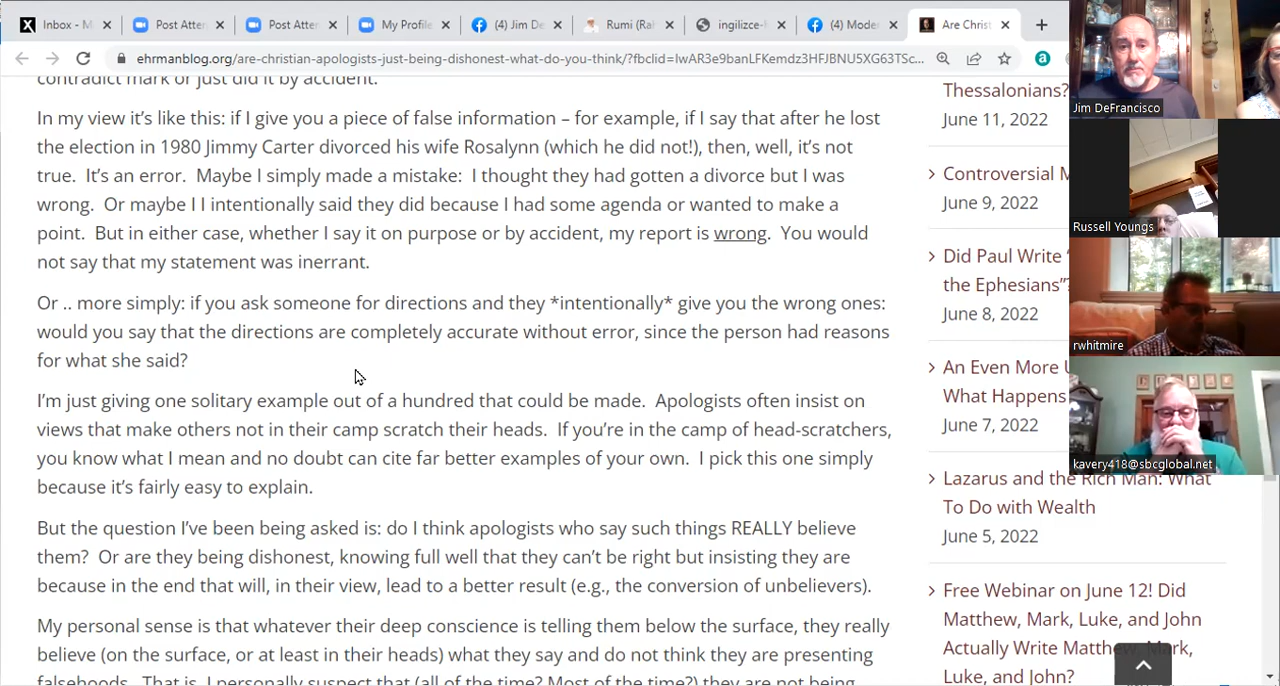 Inbox - M
Post Atter
Post Atter
My Profile
(4) Jim De
Rumi (Ra
ingilizce-
(4) Mode
Are Christ
ehrmanblog.org/are-christian-apologists-just-being-dishonest-what-do-you-think/?fbclid=IwAR3e9banLFKemdz3HFJBNU5XG63TSc...
contradict mark or just did it by accident.
In my view it's like this: if I give you a piece of false information – for example, if I say that after he lost
the election in 1980 Jimmy Carter divorced his wife Rosalynn (which he did not!), then, well, it's not
true. It's an error. Maybe I simply made a mistake: I thought they had gotten a divorce but I was
wrong. Or maybe I I intentionally said they did because I had some agenda or wanted to make a
point. But in either case, whether I say it on purpose or by accident, my report is wrong. You would
not say that my statement was inerrant.
Or .. more simply: if you ask someone for directions and they *intentionally* give you the wrong ones:
would you say that the directions are completely accurate without error, since the person had reasons
for what she said?
I'm just giving one solitary example out of a hundred that could be made. Apologists often insist on
views that make others not in their camp scratch their heads. If you're in the camp of head-scratchers,
you know what I mean and no doubt can cite far better examples of your own. I pick this one simply
because it's fairly easy to explain.
But the question I've been being asked is: do I think apologists who say such things REALLY believe
them? Or are they being dishonest, knowing full well that they can't be right but insisting they are
because in the end that will, in their view, lead to a better result (e.g., the conversion of unbelievers).
My personal sense is that whatever their deep conscience is telling them below the surface, they really
believe (on the surface, or at least in their heads) what they say and do not think they are presenting
falsehoods. That is, I personally suspect that (all of the time? Most of the time?) they are not being
Thessalonians?
June 11, 2022
Controversial M
June 9, 2022
Did Paul Write "
the Ephesians"?
June 8, 2022
An Even More U
What Happens
June 7, 2022
Lazarus and the Rich Man: What
To Do with Wealth
June 5, 2022
Free Webinar on June 12! Did
Matthew, Mark, Luke, and John
Actually Write Matthew, Mark,
Luke, and John?
Jim DeFrancisco
Russell Youngs
rwhitmire
kavery418@sbcglobal.net